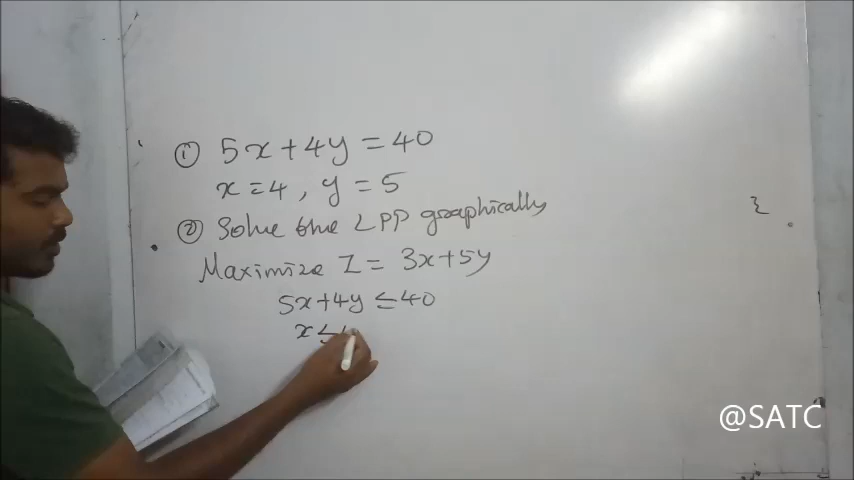 ① 5x+4y=40
x=4, y=5
② Solve the LPP graphically
Maximize Z = 3x+5y
5x+4y ≤40
x≤
@SATC